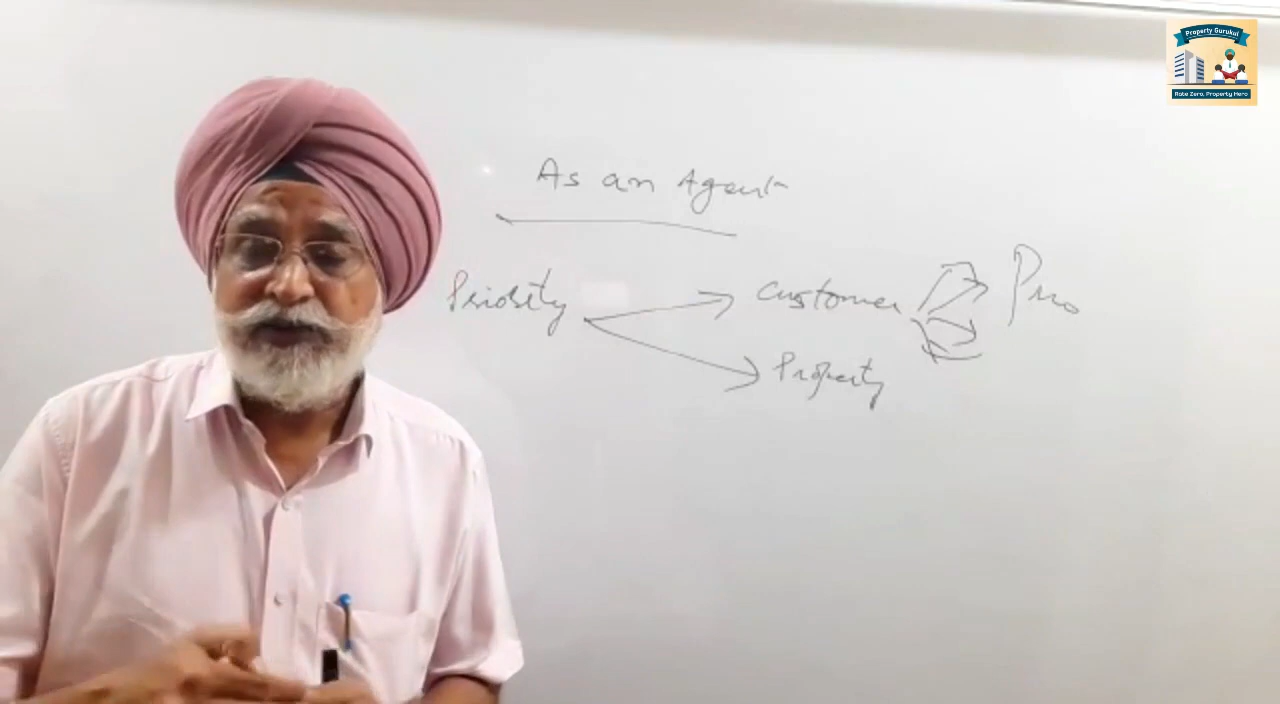 Property Gurukul
Rate Zero, Property Hero
As an Agent
Priority
Customer
Pro
Property